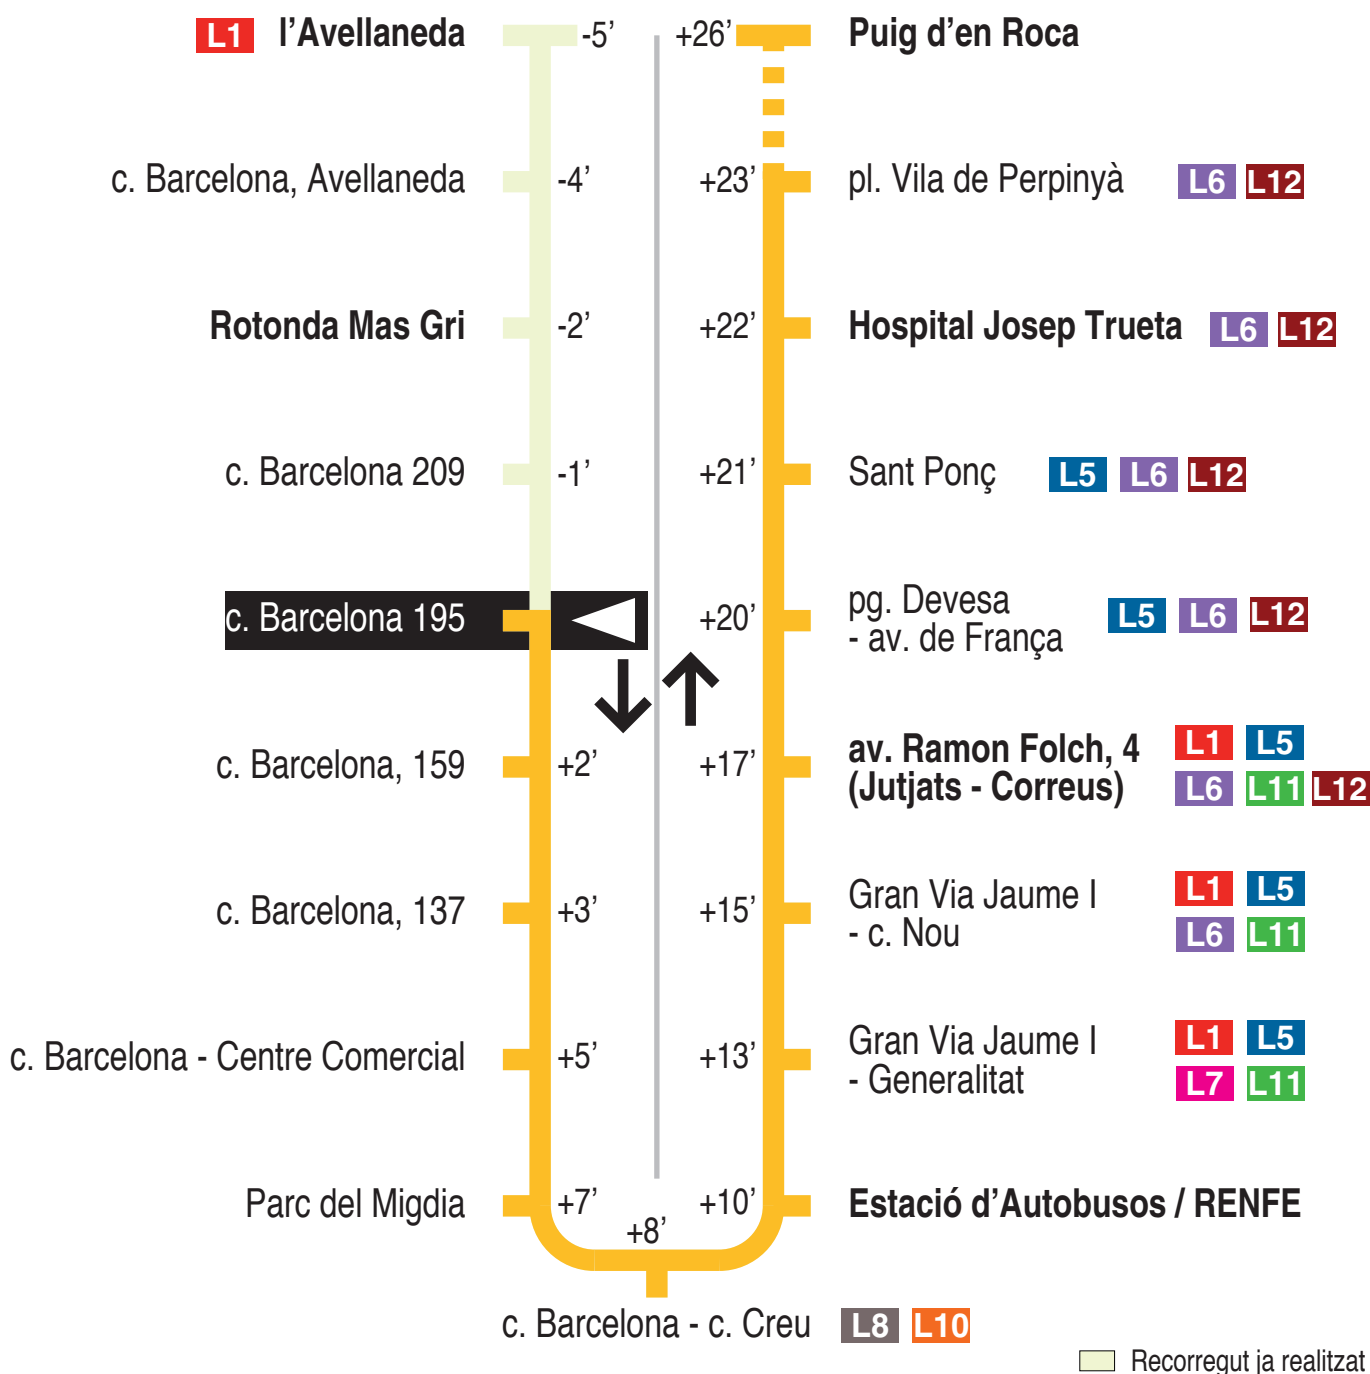 L1 l’Avellaneda -5’ +26’ Puig d’en Roca
c. Barcelona, Avellaneda -4’ +23’ pl. Vila de Perpinyà L6 L12
Rotonda Mas Gri -2’ +22’ Hospital Josep Trueta L6 L12
c. Barcelona 209 -1’ +21’ Sant Ponç L5 L6 L12
c. Barcelona 195 +20’ pg. Devesa
- av. de França L5 L6 L12
c. Barcelona, 159 +2’ +17’ av. Ramon Folch, 4 L1 L5
(Jutjats - Correus) L6 L11 L12
c. Barcelona, 137 +3’ +15’ Gran Via Jaume I L1 L5
- c. Nou L6 L11
c. Barcelona - Centre Comercial +5’ +13’ Gran Via Jaume I L1 L5
- Generalitat L7 L11
Parc del Migdia +7’ +10’ Estació d’Autobusos / RENFE
+8’
c. Barcelona - c. Creu L8 L10
Recorregut ja realitzat